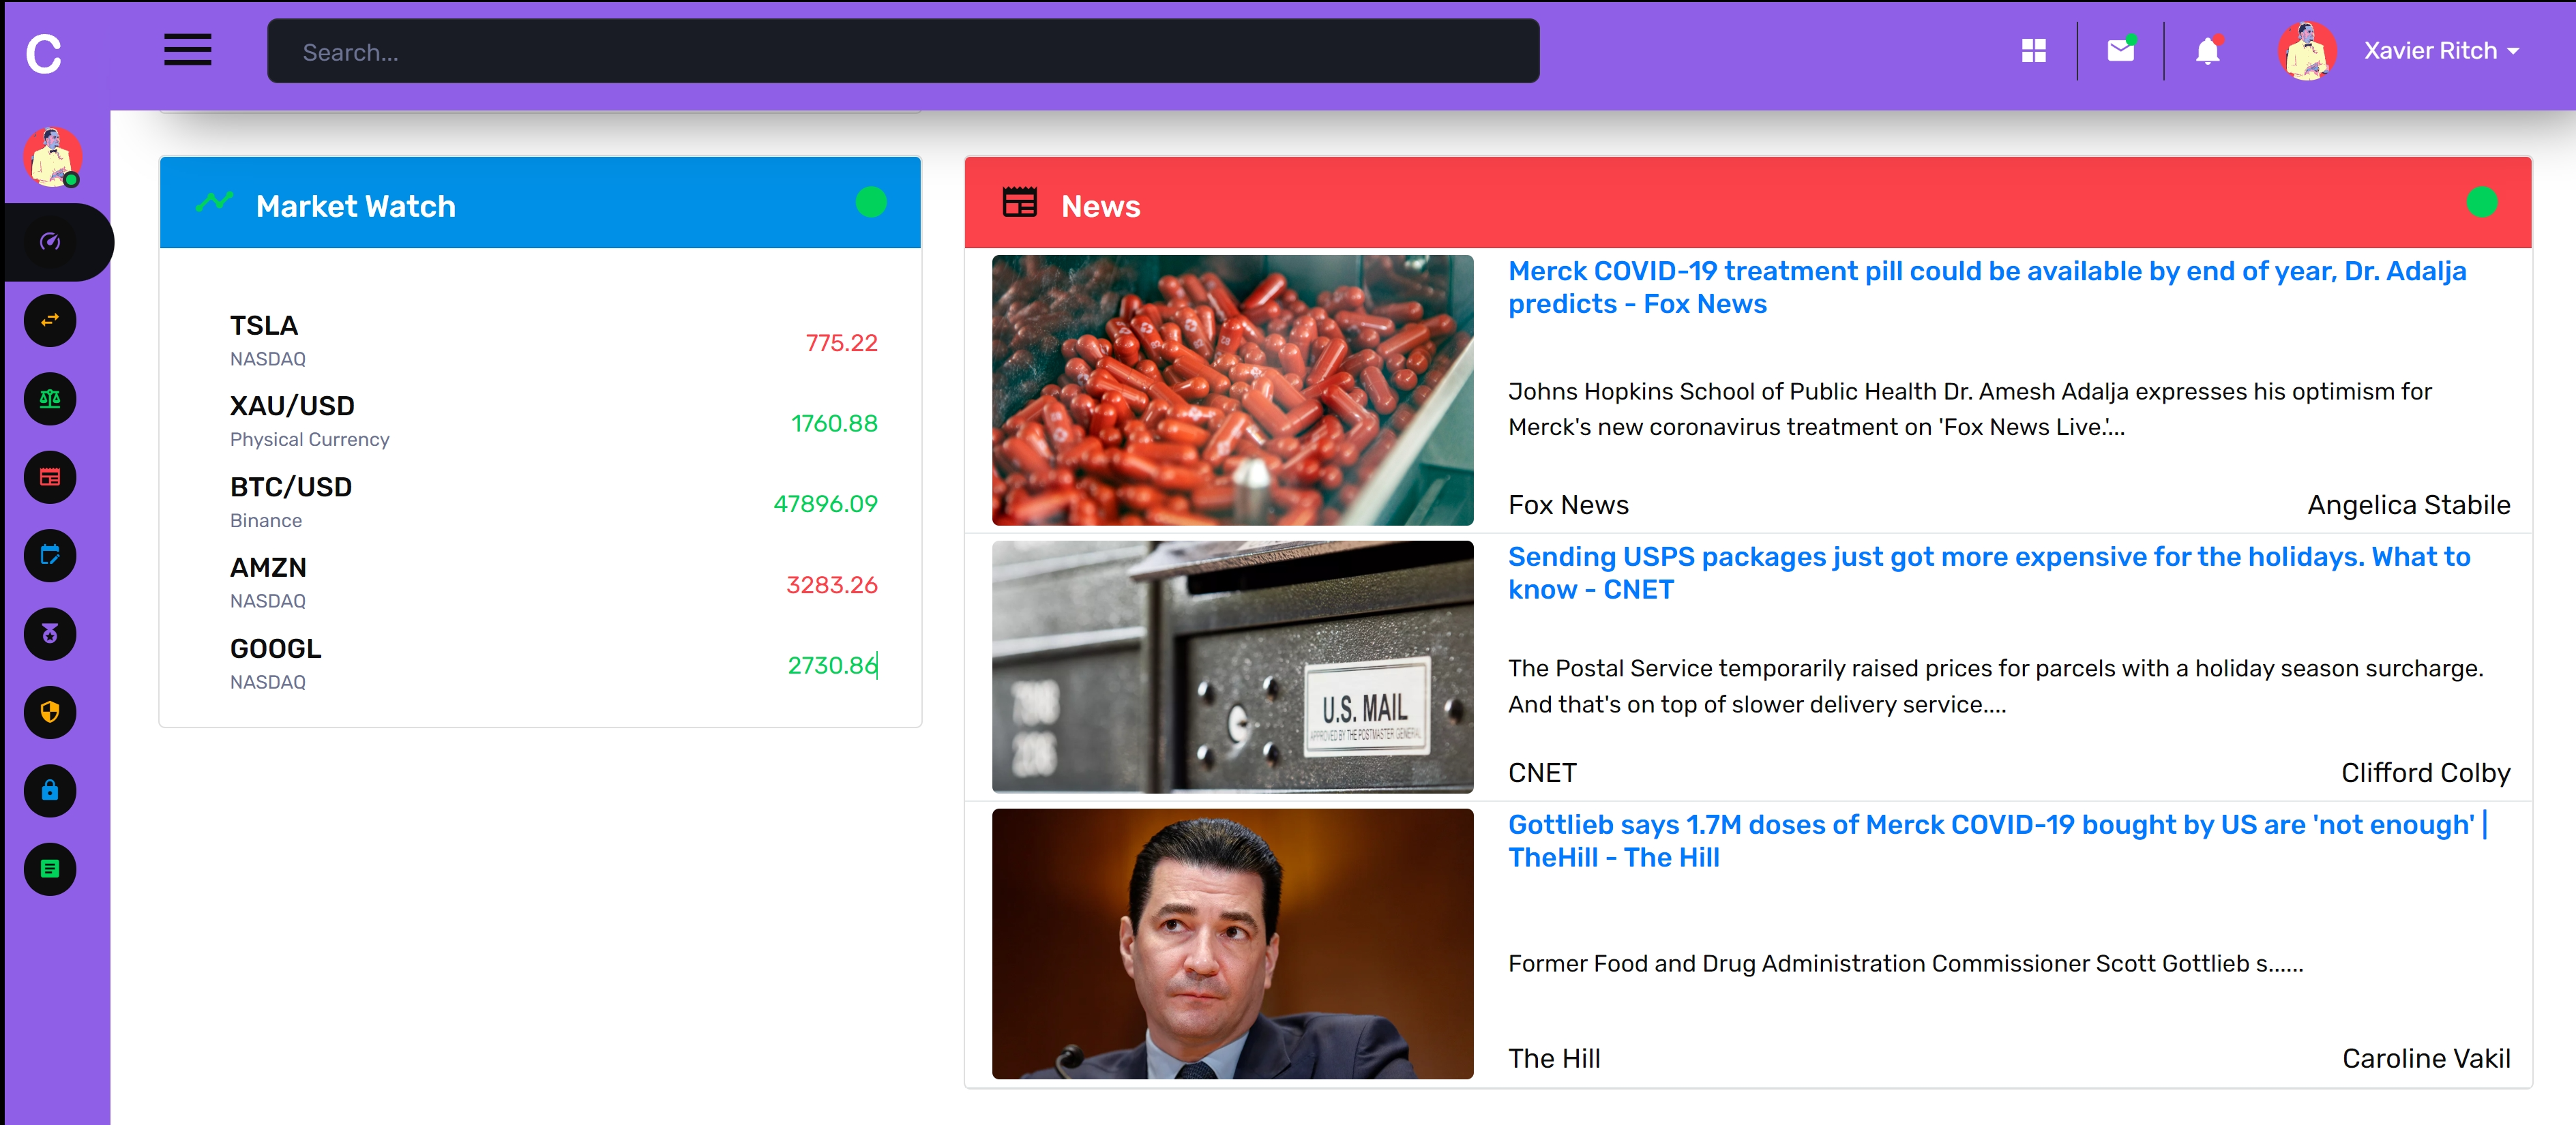 C
Search...
Xavier Ritch
Market Watch
TSLA
NASDAQ
775.22
XAU/USD
Physical Currency
1760.88
BTC/USD
Binance
47896.09
AMZN
NASDAQ
3283.26
GOOGL
NASDAQ
2730.86
News
Merck COVID-19 treatment pill could be available by end of year, Dr. Adalja
predicts - Fox News
Johns Hopkins School of Public Health Dr. Amesh Adalja expresses his optimism for
Merck's new coronavirus treatment on 'Fox News Live.'...
Fox News
Angelica Stabile
U.S. MAIL
APPROVED BY THE POSTMASTER GENERAL
Sending USPS packages just got more expensive for the holidays. What to
know - CNET
The Postal Service temporarily raised prices for parcels with a holiday season surcharge.
And that's on top of slower delivery service....
CNET
Clifford Colby
Gottlieb says 1.7M doses of Merck COVID-19 bought by US are 'not enough' |
TheHill - The Hill
Former Food and Drug Administration Commissioner Scott Gottlieb s......
The Hill
Caroline Vakil